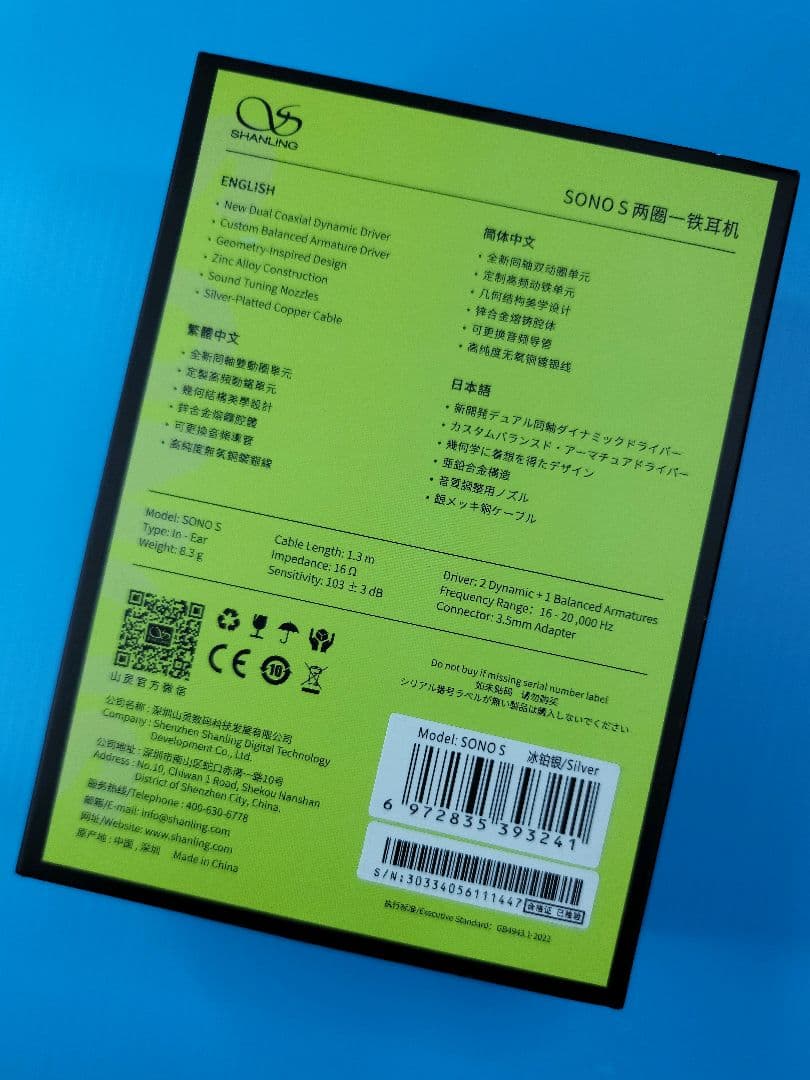 SHANLING
SONO S 两圈一铁耳机
ENGLISH
• New Dual Coaxial Dynamic Driver
• Custom Balanced Armature Driver
• Geometry-Inspired Design
• Zinc Alloy Construction
• Sound Tuning Nozzles
• Silver-Platted Copper Cable
简体中文
• 全新同轴双动圈单元
• 定制高频动铁单元
• 几何结构美学设计
• 锌合金熔铸腔体
• 可更换音频导管
• 高纯度无氧铜镀银线
繁體中文
• 全新同軸雙動圈單元
• 定製高頻動鐵單元
• 幾何結構美學設計
• 鋅合金熔鑄腔體
• 可更換音頻導管
• 高純度無氧銅鍍銀線
日本語
• 新開発デュアル同軸ダイナミックドライバー
• カスタムバランスド・アーマチュアドライバー
• 幾何学に着想を得たデザイン
• 亜鉛合金構造
• 音質調整用ノズル
• 銀メッキ銅ケーブル
Model: SONO S
Type: In - Ear
Weight: 8.3 g
Cable Length: 1.3 m
Impedance: 16 Ω
Sensitivity: 103 ± 3 dB
Driver: 2 Dynamic + 1 Balanced Armatures
Frequency Range: 16 - 20 ,000 Hz
Connector: 3.5mm Adapter
山灵官方微信
CE
10
Do not buy if missing serial number label
如未贴码 请勿购买
シリアル番号ラベルが無い製品は購入しないでください
公司名称 : 深圳山灵数码科技发展有限公司
Company : Shenzhen Shanling Digital Technology
Development Co., Ltd.
公司地址 : 深圳市南山区蛇口赤湾一路10号
Address : No.10, Chiwan 1 Road, Shekou Nanshan
District of Shenzhen City, China.
服务热线/Telephone : 400-630-6778
邮箱/E-mail: info@shanling.com
网址/Website: www.shanling.com
原产地 : 中国 , 深圳 Made in China
Model: SONO S 冰铂银/Silver
6 972835 393241
S/N: 30334056111447 合格证 已检验
执行标准/Executive Standard: GB4943.1-2022